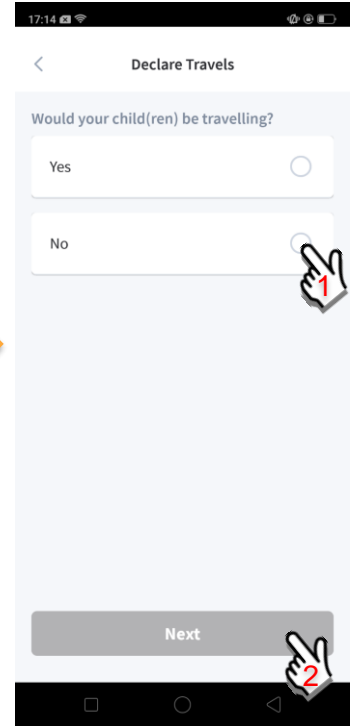 17:14
Declare Travels
Would your child(ren) be travelling?
Yes
No
1
Next
2